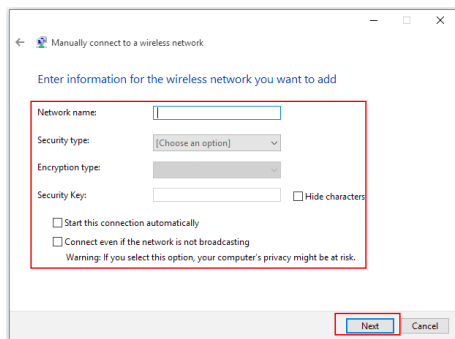 Manually connect to a wireless network
Enter information for the wireless network you want to add
Network name:
Security type: [Choose an option]
Encryption type:
Security Key: Hide characters
Start this connection automatically
Connect even if the network is not broadcasting
Warning: If you select this option, your computer's privacy might be at risk.
Next Cancel